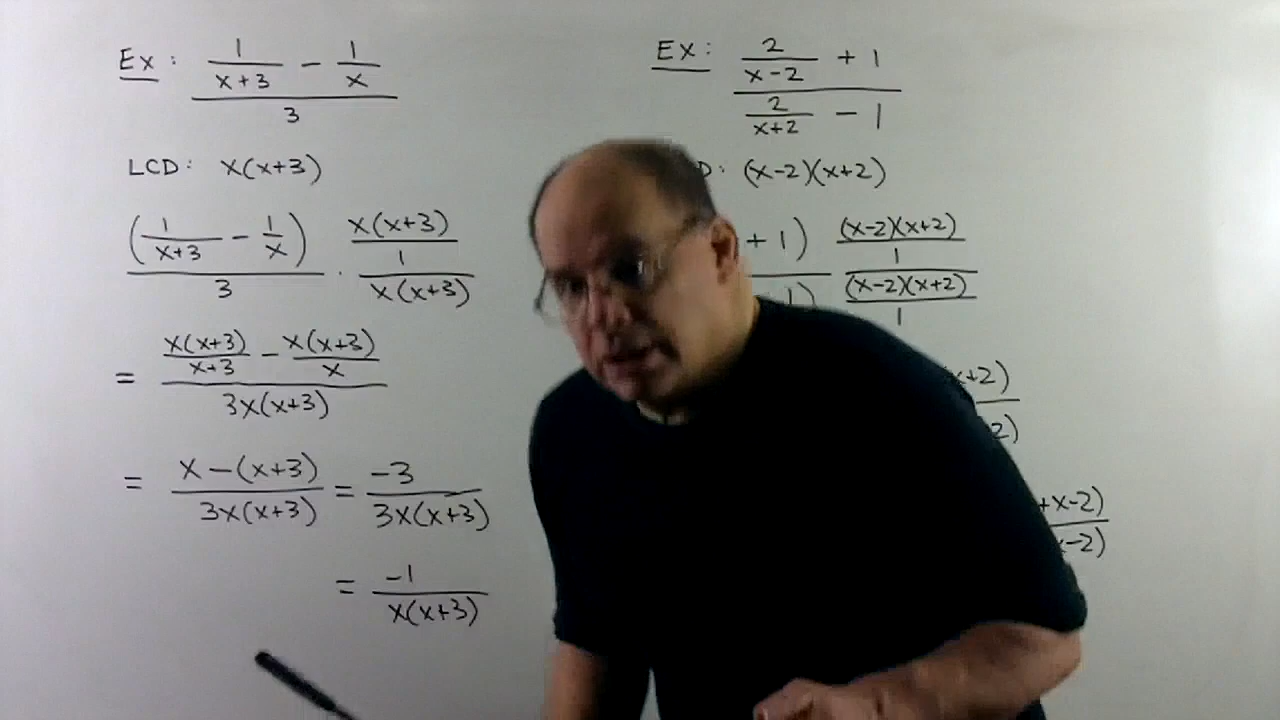 Ex: (1/(x+3) - 1/x)/3
LCD: x(x+3)
(1/(x+3) - 1/x)/3 · (x(x+3)/1)/(x(x+3))
= (x(x+3)/(x+3) - x(x+3)/x)/(3x(x+3))
= (x-(x+3))/(3x(x+3)) = -3/(3x(x+3))
= -1/(x(x+3))
Ex: (2/(x-2) + 1)/(2/(x+2) - 1)
D: (x-2)(x+2)
+ 1) / 1) ((x-2)(x+2)/1)/((x-2)(x+2)/1)
+2) / 2)
+x-2) / x-2)